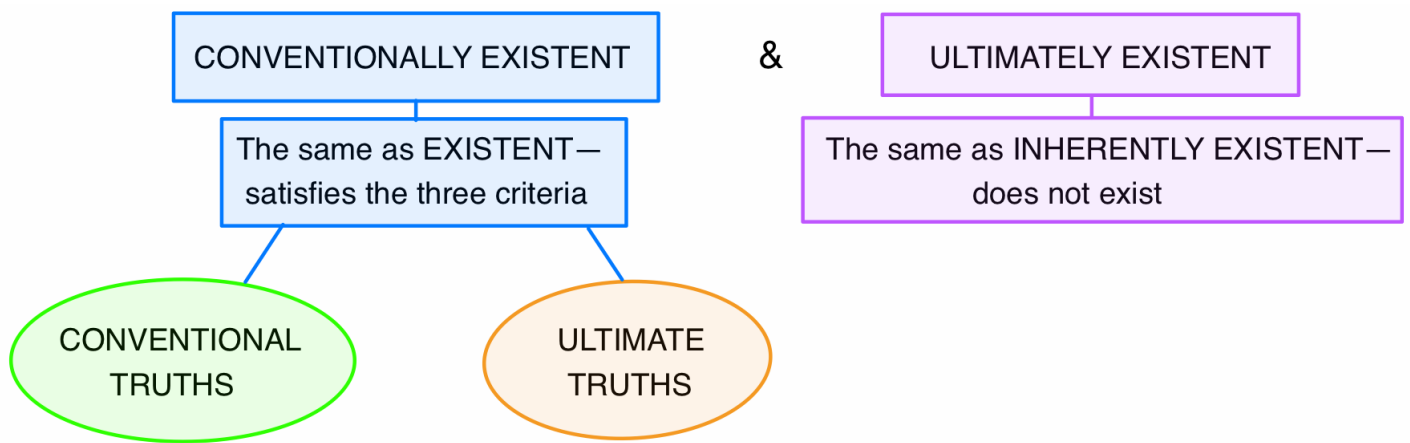 CONVENTIONALLY EXISTENT
&
ULTIMATELY EXISTENT
The same as EXISTENT—
satisfies the three criteria
The same as INHERENTLY EXISTENT—
does not exist
CONVENTIONAL
TRUTHS
ULTIMATE
TRUTHS